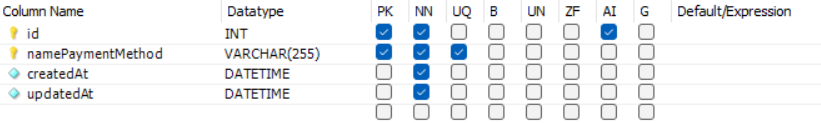 Column Name Datatype PK NN UQ B UN ZF AI G Default/Expression
id INT
namePaymentMethod VARCHAR(255)
createdAt DATETIME
updatedAt DATETIME